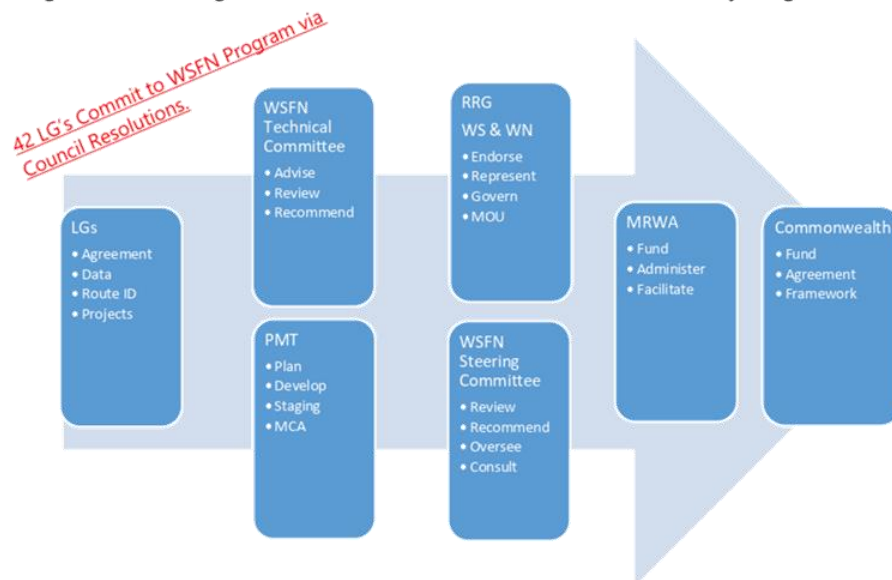 42 LG's Commit to WSFN Program via
Council Resolutions.
LGs
• Agreement
• Data
• Route ID
• Projects
WSFN
Technical
Committee
• Advise
• Review
• Recommend
PMT
• Plan
• Develop
• Staging
• MCA
RRG
WS & WN
• Endorse
• Represent
• Govern
• MOU
WSFN
Steering
Committee
• Review
• Recommend
• Oversee
• Consult
MRWA
• Fund
• Administer
• Facilitate
Commonwealth
• Fund
• Agreement
• Framework